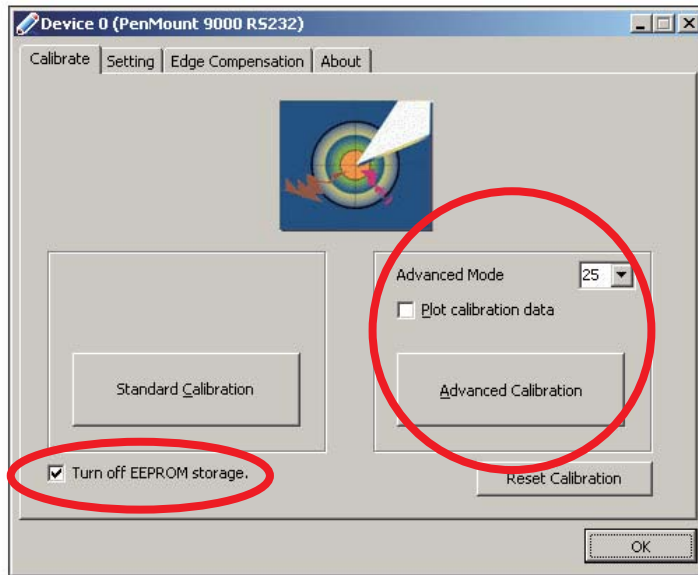 Device 0 (PenMount 9000 RS232)
Calibrate Setting Edge Compensation About
Advanced Mode 25
Plot calibration data
Standard Calibration
Advanced Calibration
Turn off EEPROM storage.
Reset Calibration
OK